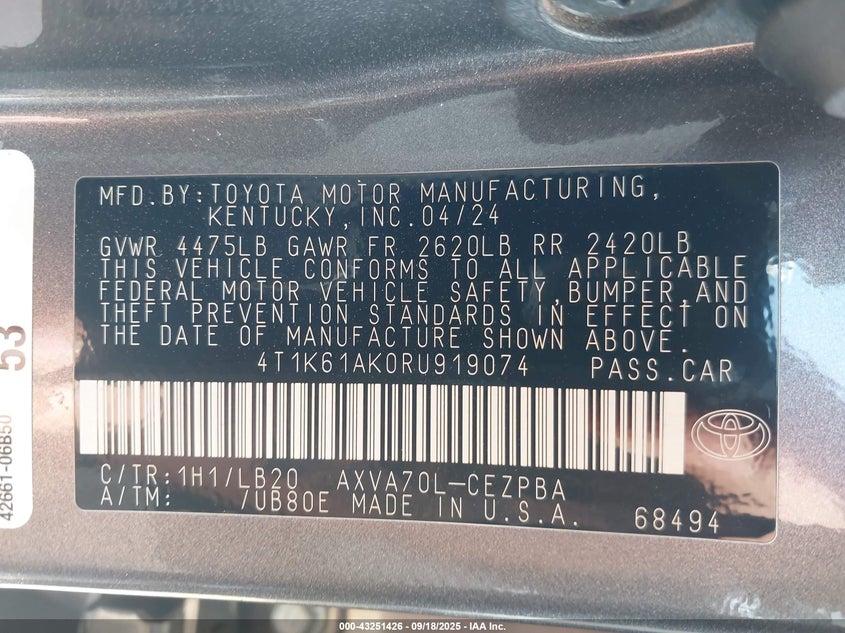 MFD.BY:TOYOTA MOTOR MANUFACTURING,
KENTUCKY,INC.04/24
GVWR 4475LB GAWR FR 2620LB RR 2420LB
THIS VEHICLE CONFORMS TO ALL APPLICABLE
FEDERAL MOTOR VEHICLE SAFETY,BUMPER,AND
THEFT PREVENTION STANDARDS IN EFFECT ON
THE DATE OF MANUFACTURE SHOWN ABOVE.
4T1K61AK0RU919074 PASS.CAR
C/TR:1H1/LB20 AXVA70L-CEZPBA
A/TM: /UB80E MADE IN U.S.A.
68494
53
42661-06B50
000-43251426 - 09/18/2025 - IAA Inc.